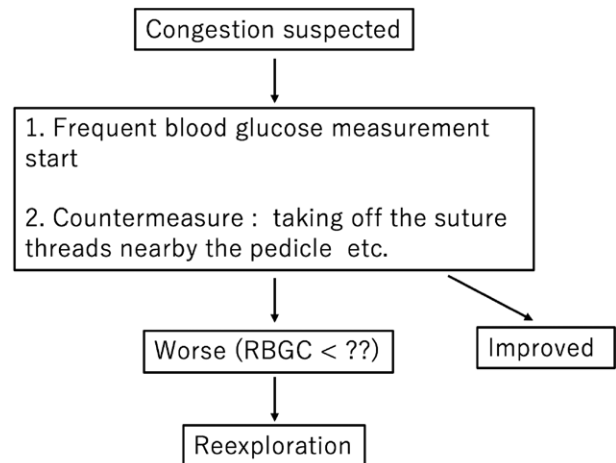 Congestion suspected
1. Frequent blood glucose measurement
start
2. Countermeasure : taking off the suture
threads nearby the pedicle etc.
Worse (RBGC < ??)
Improved
Reexploration